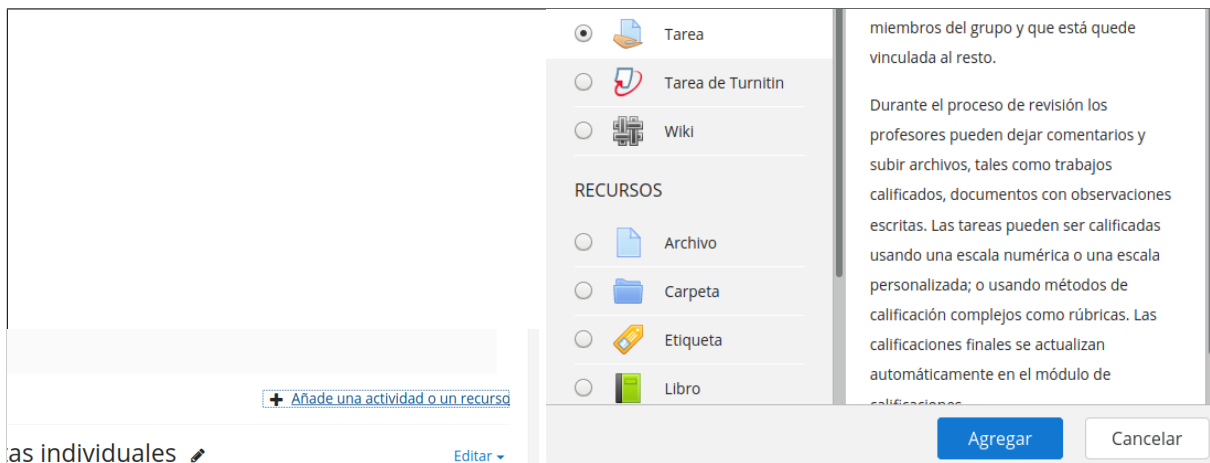 Añade una actividad o un recurso
as individuales
Editar
Tarea
Tarea de Turnitin
Wiki
RECURSOS
Archivo
Carpeta
Etiqueta
Libro
miembros del grupo y que está quede
vinculada al resto.
Durante el proceso de revisión los
profesores pueden dejar comentarios y
subir archivos, tales como trabajos
calificados, documentos con observaciones
escritas. Las tareas pueden ser calificadas
usando una escala numérica o una escala
personalizada; o usando métodos de
calificación complejos como rúbricas. Las
calificaciones finales se actualizan
automáticamente en el módulo de
calificaciones
Agregar
Cancelar